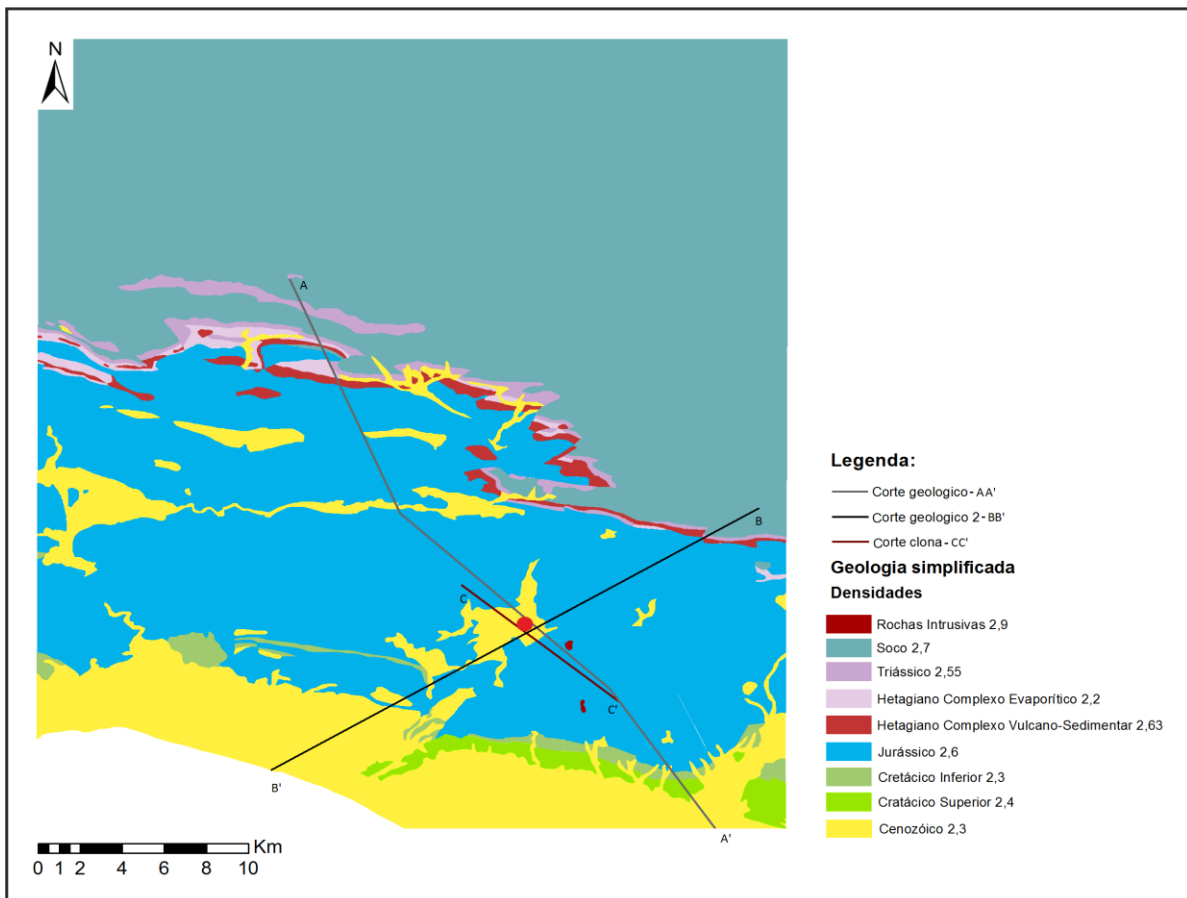 N
A
B
C
C'
B'
A'
Km
0 1 2 4 6 8 10
Legenda:
Corte geologico - AA'
Corte geologico 2 - BB'
Corte clona - CC'
Geologia simplificada
Densidades
Rochas Intrusivas 2,9
Soco 2,7
Triássico 2,55
Hetagiano Complexo Evaporítico 2,2
Hetagiano Complexo Vulcano-Sedimentar 2,63
Jurássico 2,6
Cretácico Inferior 2,3
Cratácico Superior 2,4
Cenozóico 2,3